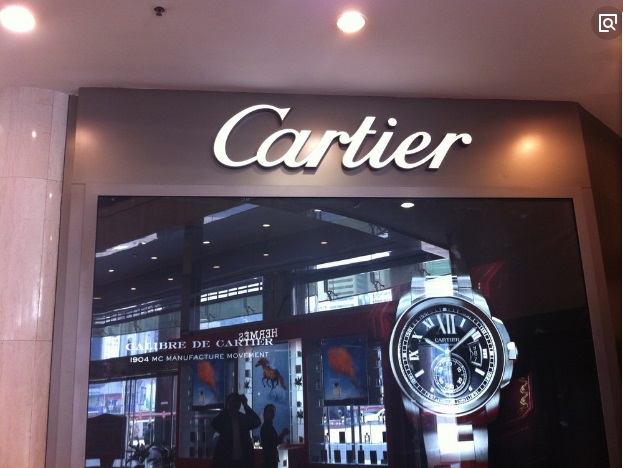 Cartier
HERMES
CALIBRE DE CARTIER
1904 MC MANUFACTURE MOVEMENT
CARTIER